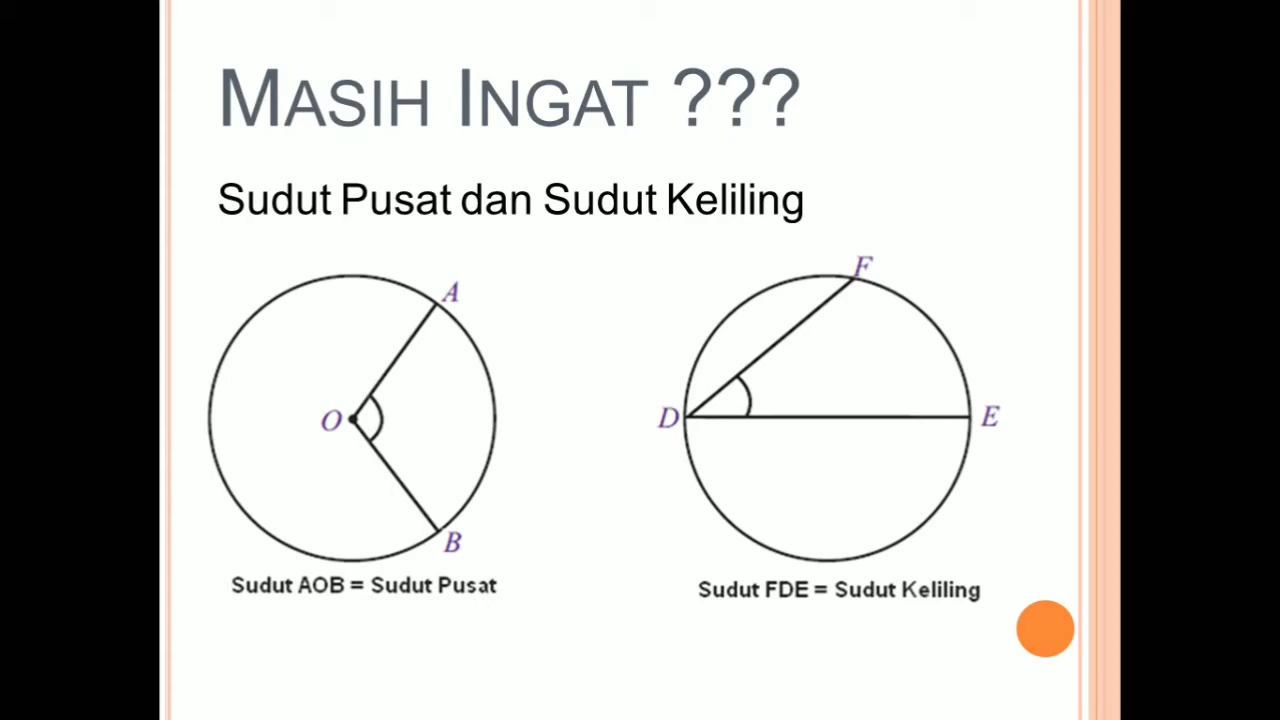 MASIH INGAT ???
Sudut Pusat dan Sudut Keliling
A
O
B
Sudut AOB = Sudut Pusat
F
D
E
Sudut FDE = Sudut Keliling